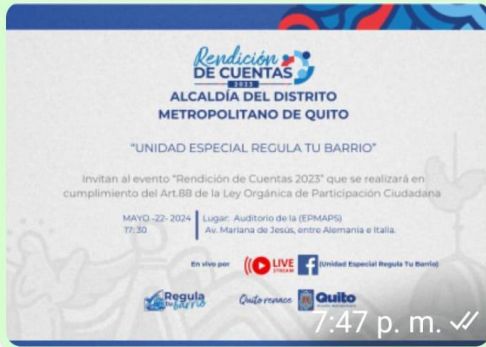 Rendición
DE CUENTAS
2023
ALCALDÍA DEL DISTRITO
METROPOLITANO DE QUITO
"UNIDAD ESPECIAL REGULA TU BARRIO"
Invitan al evento "Rendición de Cuentas 2023" que se realizará en
cumplimiento del Art.88 de la Ley Orgánica de Participación Ciudadana
MAYO -22- 2024
17:30
Lugar: Auditorio de la (EPMAPS)
Av. Mariana de Jesús, entre Alemania e Italia.
En vivo por LIVE STREAM f (Unidad Especial Regula Tu Barrio)
Regula tu barrio
Quito renace
Quito
7:47 p. m.